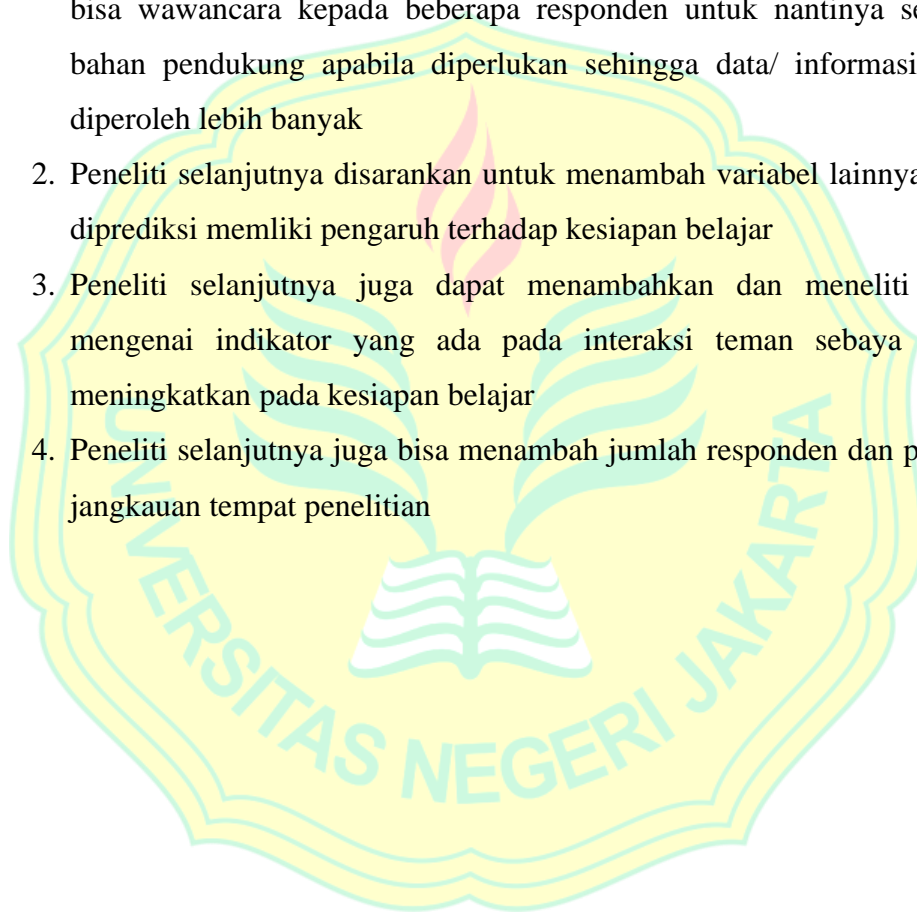 bisa wawancara kepada beberapa responden untuk nantinya se
bahan pendukung apabila diperlukan sehingga data/ informasi
diperoleh lebih banyak
2. Peneliti selanjutnya disarankan untuk menambah variabel lainnya
diprediksi memliki pengaruh terhadap kesiapan belajar
3. Peneliti selanjutnya juga dapat menambahkan dan meneliti
mengenai indikator yang ada pada interaksi teman sebaya
meningkatkan pada kesiapan belajar
4. Peneliti selanjutnya juga bisa menambah jumlah responden dan p
jangkauan tempat penelitian
UNIVERSITAS NEGERI JAKARTA